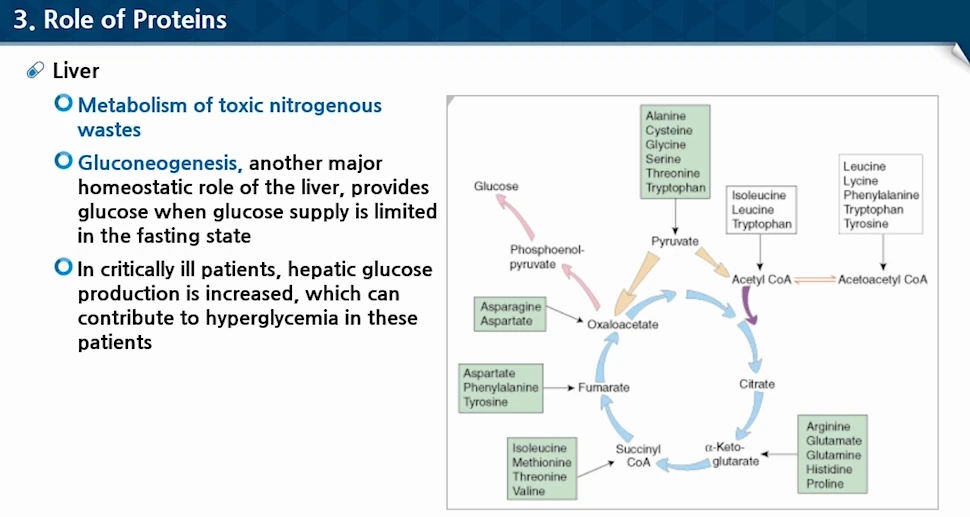 3. Role of Proteins
Liver
Metabolism of toxic nitrogenous
wastes
Gluconeogenesis, another major
homeostatic role of the liver, provides
glucose when glucose supply is limited
in the fasting state
In critically ill patients, hepatic glucose
production is increased, which can
contribute to hyperglycemia in these
patients
Alanine
Cysteine
Glycine
Serine
Threonine
Tryptophan
Leucine
Lycine
Phenylalanine
Tryptophan
Tyrosine
Isoleucine
Leucine
Tryptophan
Glucose
Phosphoenol-
pyruvate
Pyruvate
Acetyl CoA
Acetoacetyl CoA
Asparagine
Aspartate
Oxaloacetate
Aspartate
Phenylalanine
Tyrosine
Fumarate
Citrate
Isoleucine
Methionine
Threonine
Valine
Succinyl
CoA
α-Keto-
glutarate
Arginine
Glutamate
Glutamine
Histidine
Proline